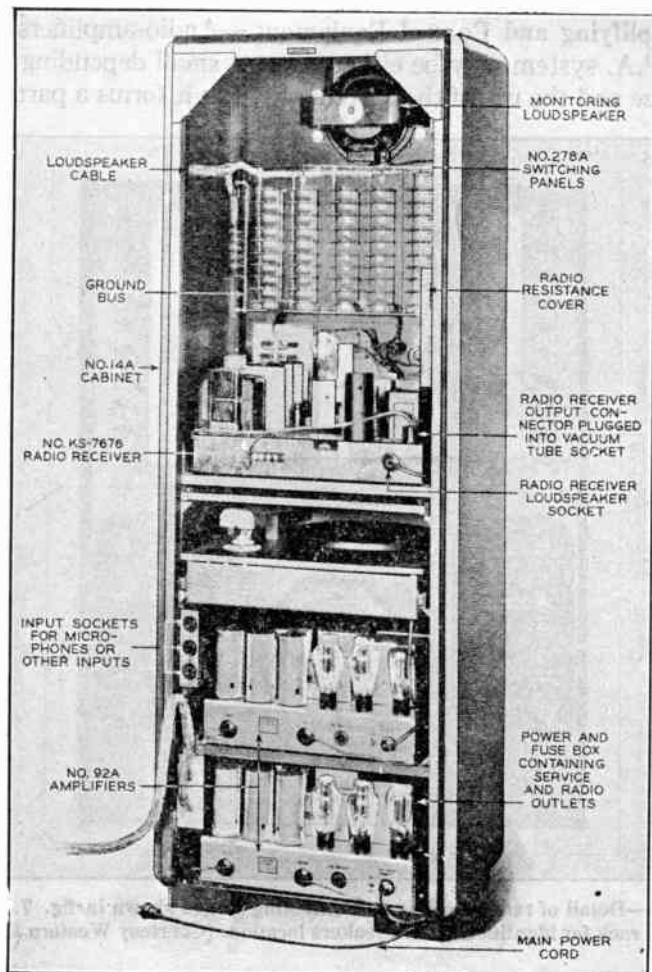 MONITORING
LOUDSPEAKER
LOUDSPEAKER
CABLE
NO.278A
SWITCHING
PANELS
GROUND
BUS
RADIO
RESISTANCE
COVER
NO.14A
CABINET
RADIO RECEIVER
OUTPUT CON-
NECTOR PLUGGED
INTO VACUUM
TUBE SOCKET
NO. KS-7676
RADIO RECEIVER
RADIO RECEIVER
LOUDSPEAKER
SOCKET
INPUT SOCKETS
FOR MICRO-
PHONES OR
OTHER INPUTS
POWER AND
FUSE BOX
CONTAINING
SERVICE
AND RADIO
OUTLETS
NO. 92A
AMPLIFIERS
MAIN POWER
CORD